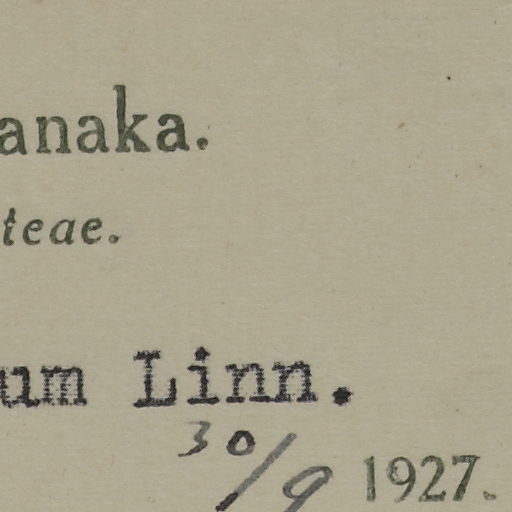 anaka.
teae.
um Linn.
30/9 1927.